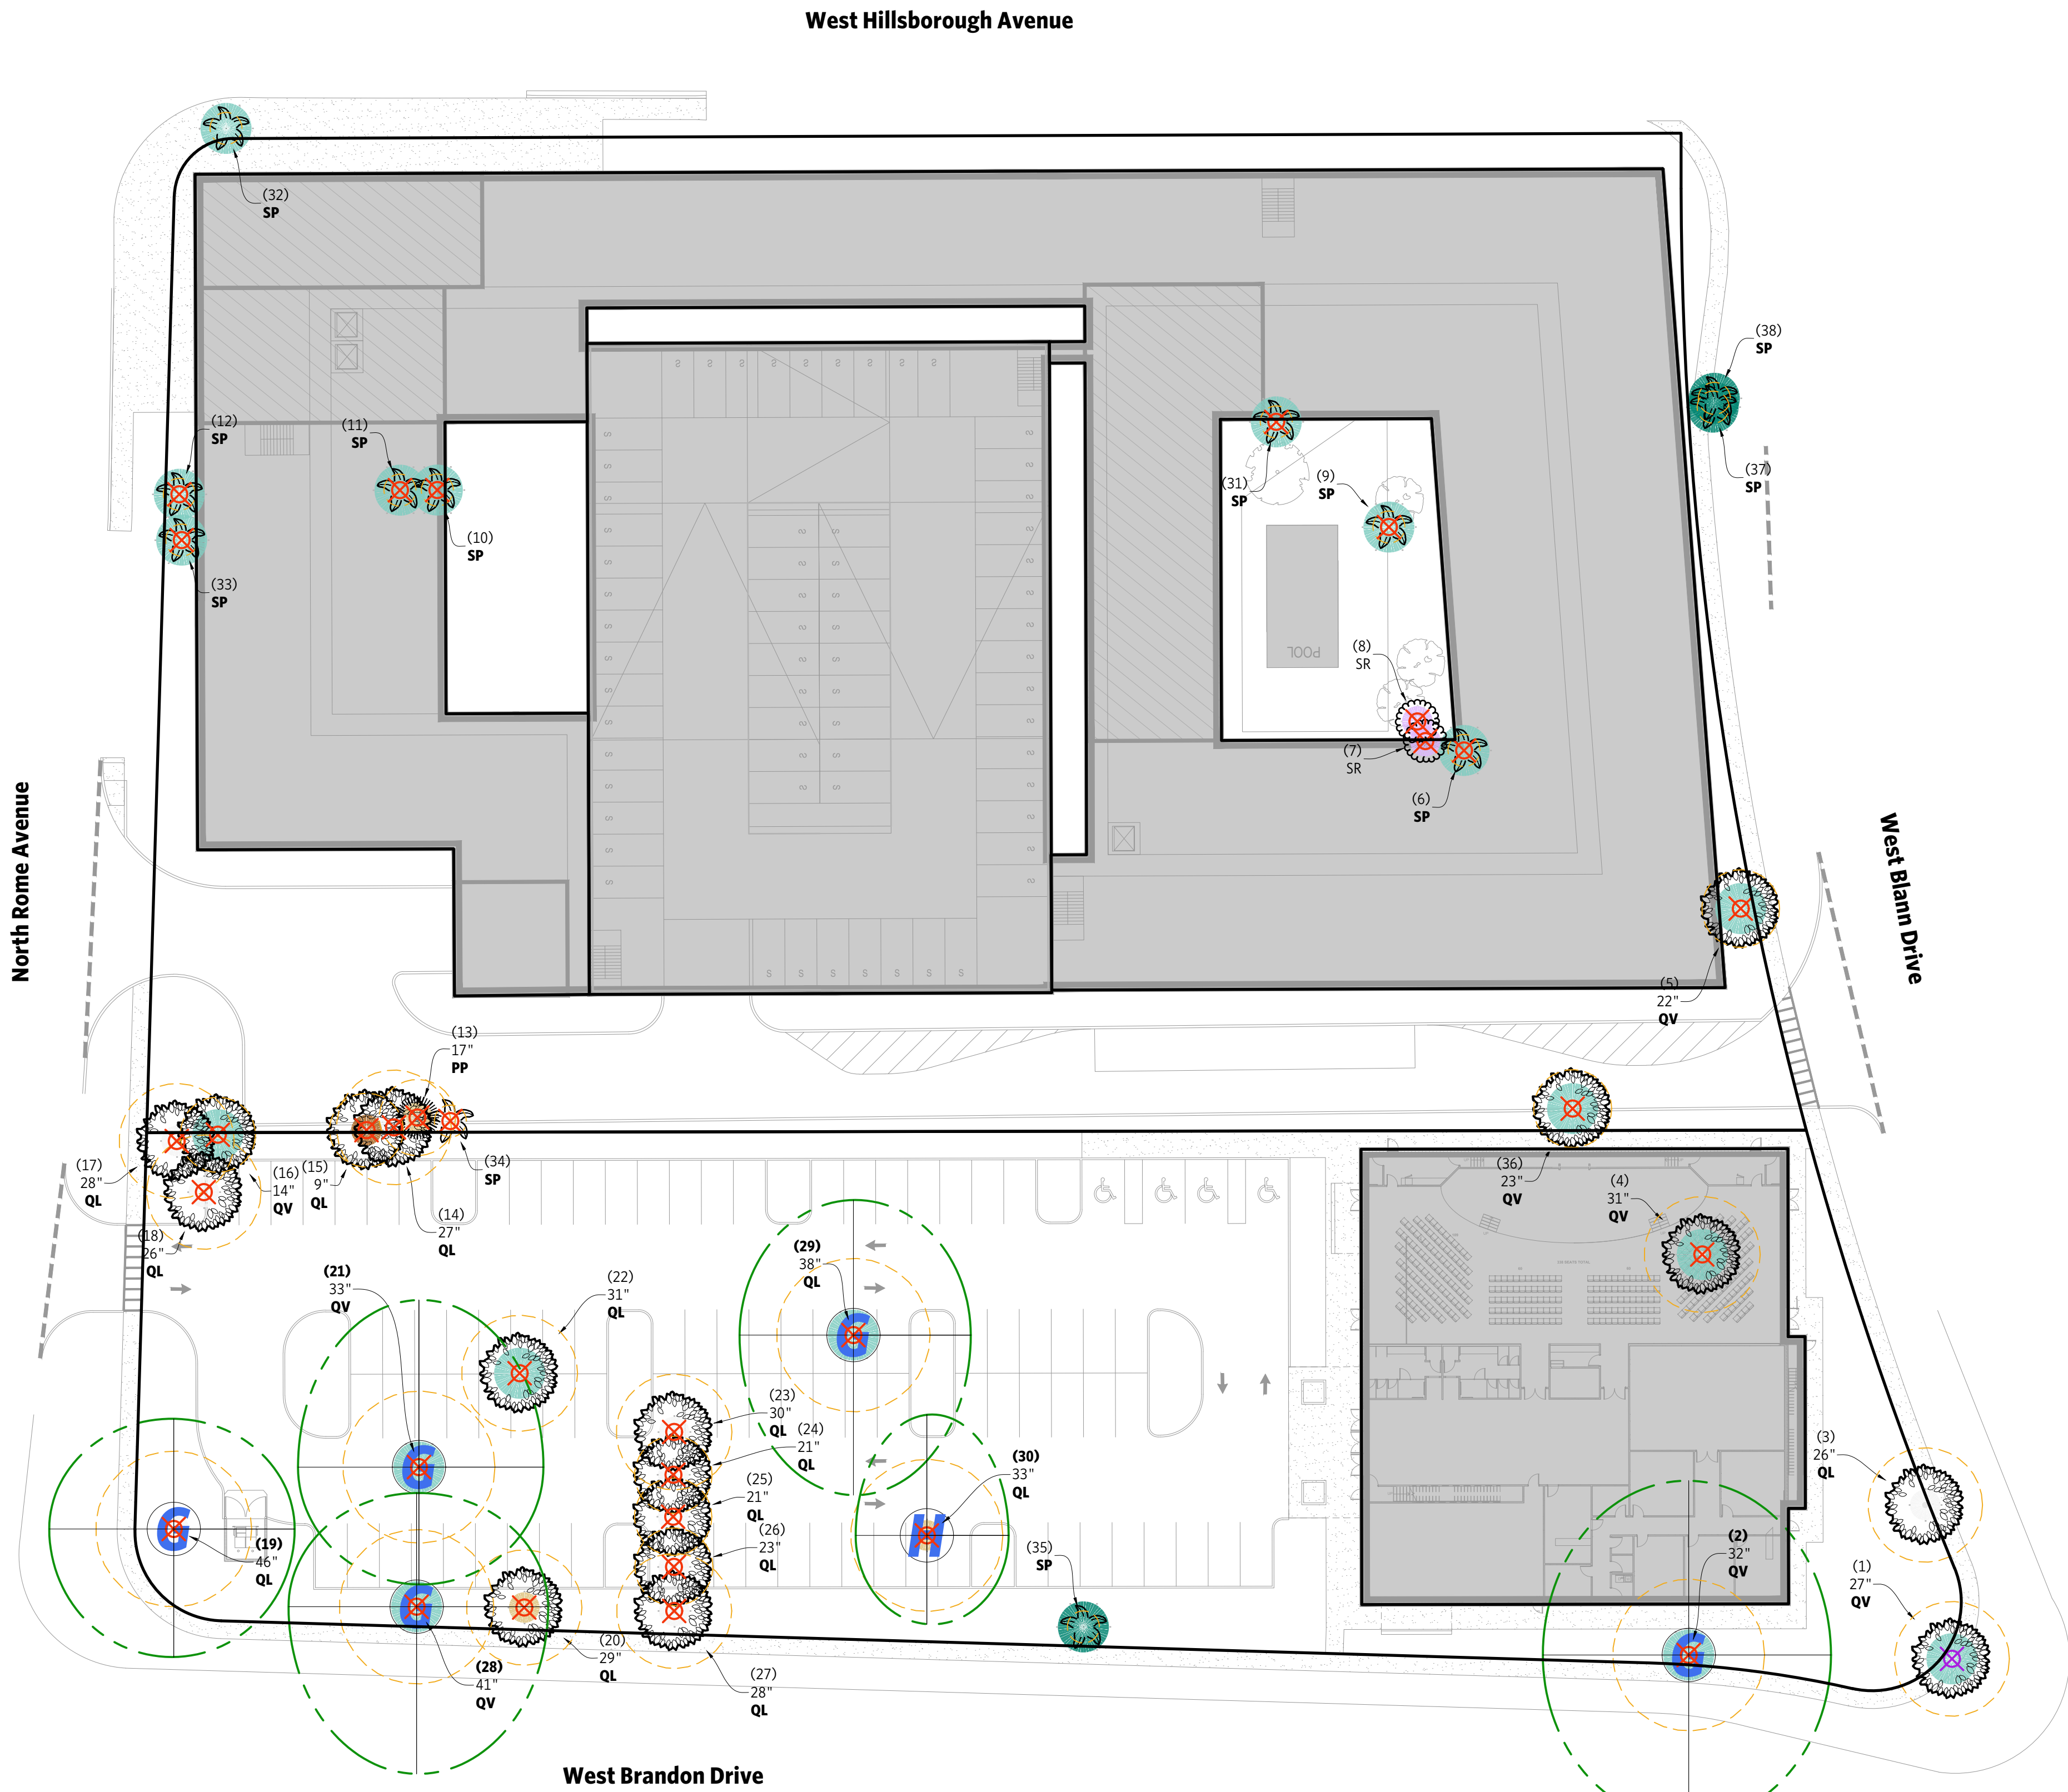 West Hillsborough Avenue
(32)
SP
(38)
SP
(37)
SP
(12)
SP
(11)
SP
(10)
SP
(33)
SP
(31)
SP
(9)
SP
POOL
(8)
SR
(7)
SR
(6)
SP
North Rome Avenue
West Blann Drive
(5)
22"
QV
(13)
17"
PP
(34)
SP
(17)
28"
QL
(16)
14"
QV
(15)
9"
QL
(14)
27"
QL
(18)
26"
QL
(36)
23"
QV
(4)
31"
QV
(29)
38"
QL
(21)
33"
QV
(22)
31"
QL
(23)
30"
QL
(24)
21"
QL
(25)
21"
QL
(26)
23"
QL
(30)
33"
QL
(3)
26"
QL
(19)
46"
QL
(35)
SP
(2)
32"
QV
(1)
27"
QV
(20)
29"
QL
(28)
41"
QV
(27)
28"
QL
G
G
G
G
H
G
West Brandon Drive